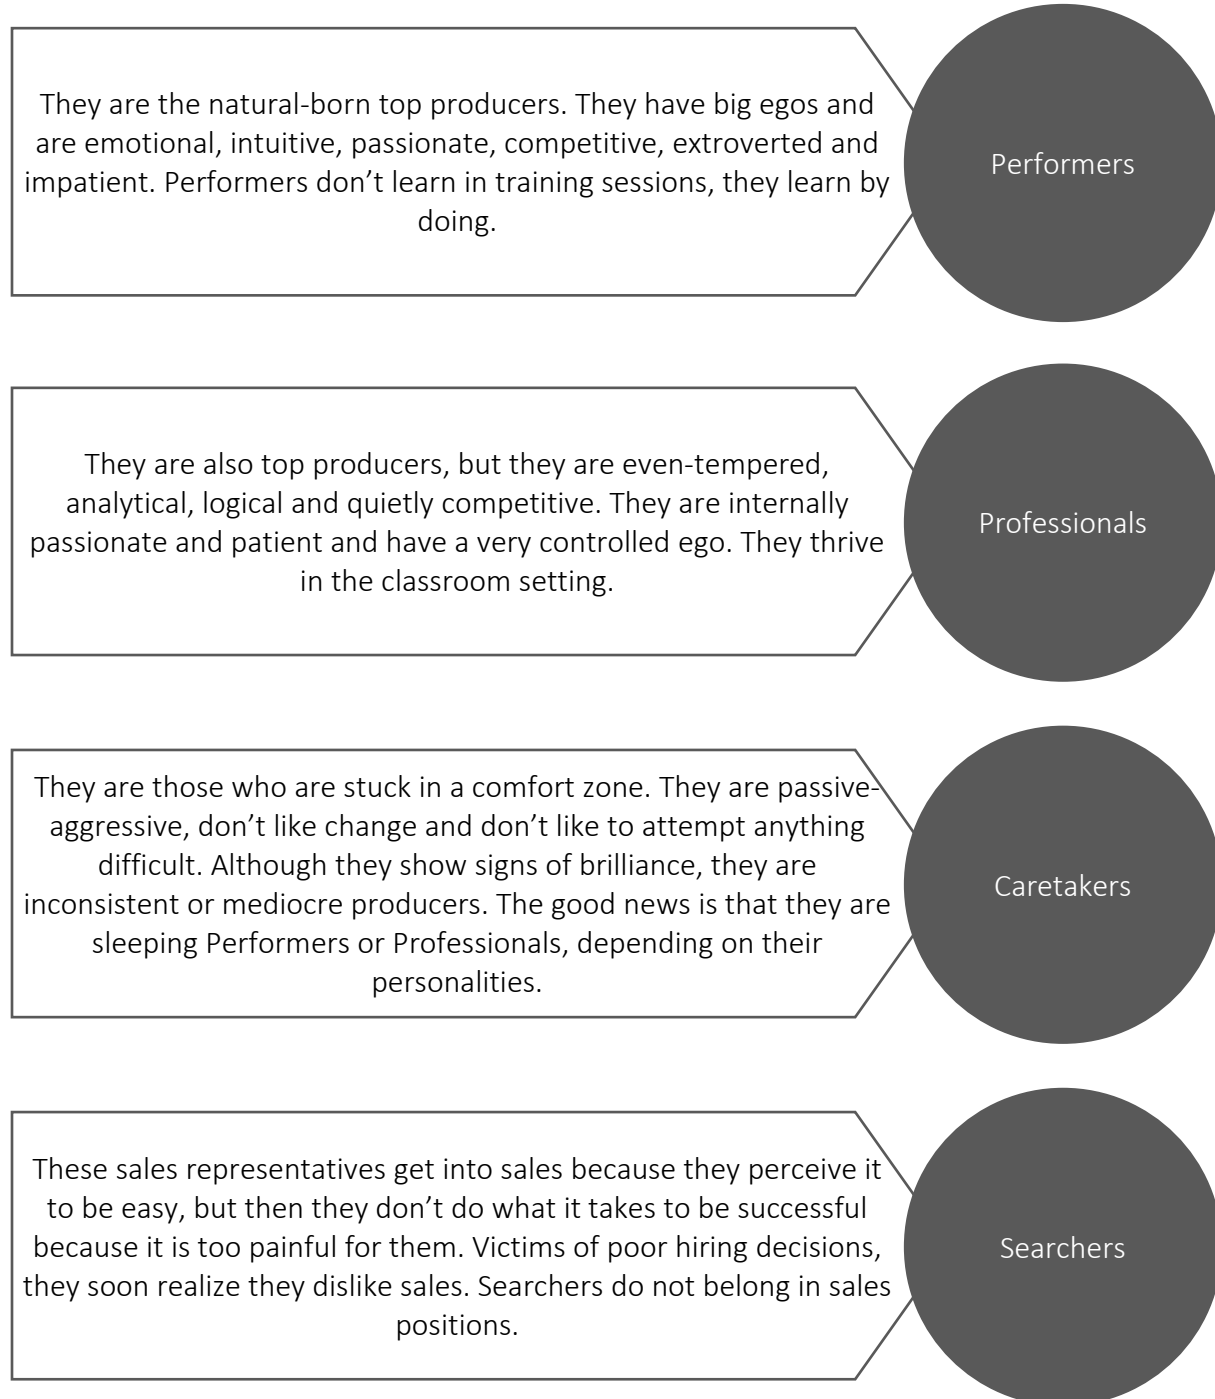 They are the natural-born top producers. They have big egos and
are emotional, intuitive, passionate, competitive, extroverted and
impatient. Performers don’t learn in training sessions, they learn by
doing.
Performers
They are also top producers, but they are even-tempered,
analytical, logical and quietly competitive. They are internally
passionate and patient and have a very controlled ego. They thrive
in the classroom setting.
Professionals
They are those who are stuck in a comfort zone. They are passive-
aggressive, don’t like change and don’t like to attempt anything
difficult. Although they show signs of brilliance, they are
inconsistent or mediocre producers. The good news is that they are
sleeping Performers or Professionals, depending on their
personalities.
Caretakers
These sales representatives get into sales because they perceive it
to be easy, but then they don’t do what it takes to be successful
because it is too painful for them. Victims of poor hiring decisions,
they soon realize they dislike sales. Searchers do not belong in sales
positions.
Searchers